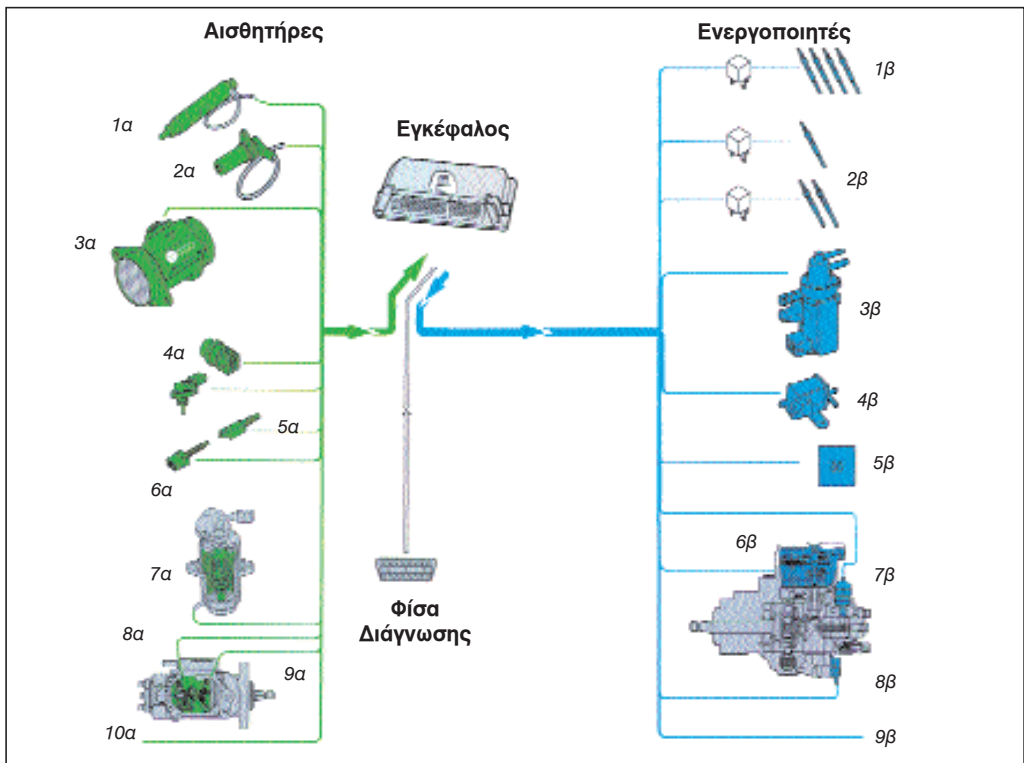 Αισθητήρες
Ενεργοποιητές
Εγκέφαλος
1α
2α
3α
4α
5α
6α
7α
8α
9α
10α
Φίσα
Διάγνωσης
1β
2β
3β
4β
5β
6β
7β
8β
9β